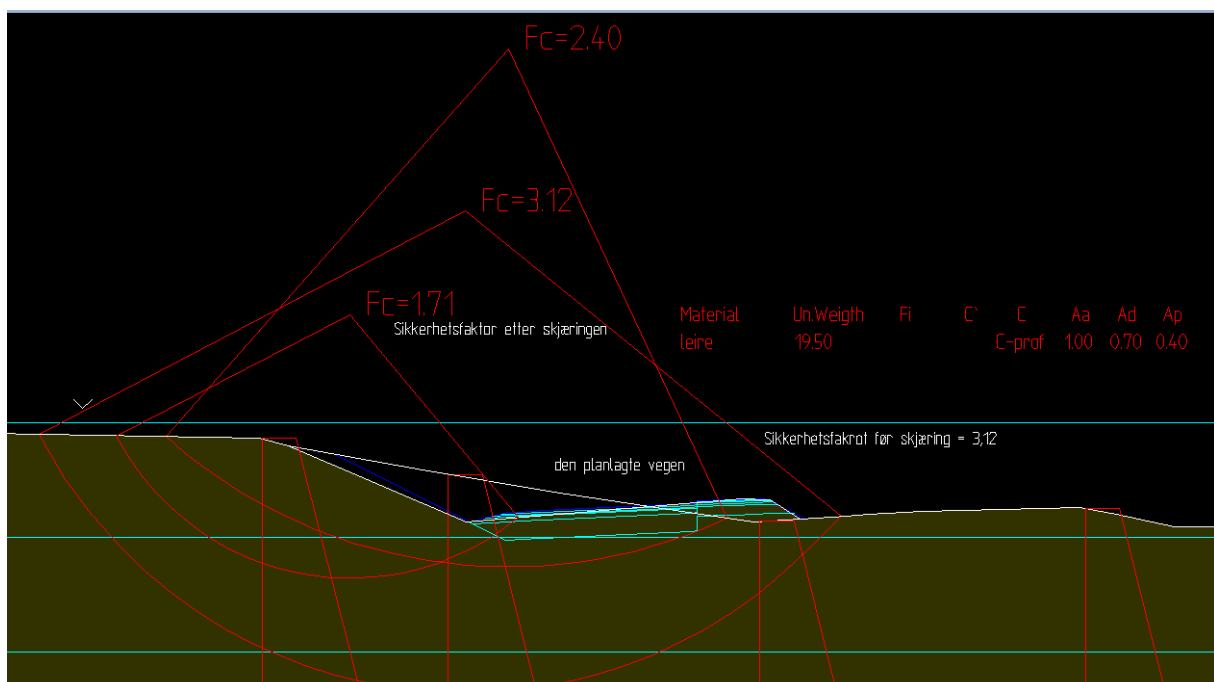 Fc=2.40
Fc=3.12
Fc=1.71
Sikkerhetsfaktor etter skjæringen
Material Un.Weigth Fi C` C Aa Ad Ap
leire 19.50 C-prof 1.00 0.70 0.40
Sikkerhetsfakrot før skjæring = 3,12
den planlagte vegen